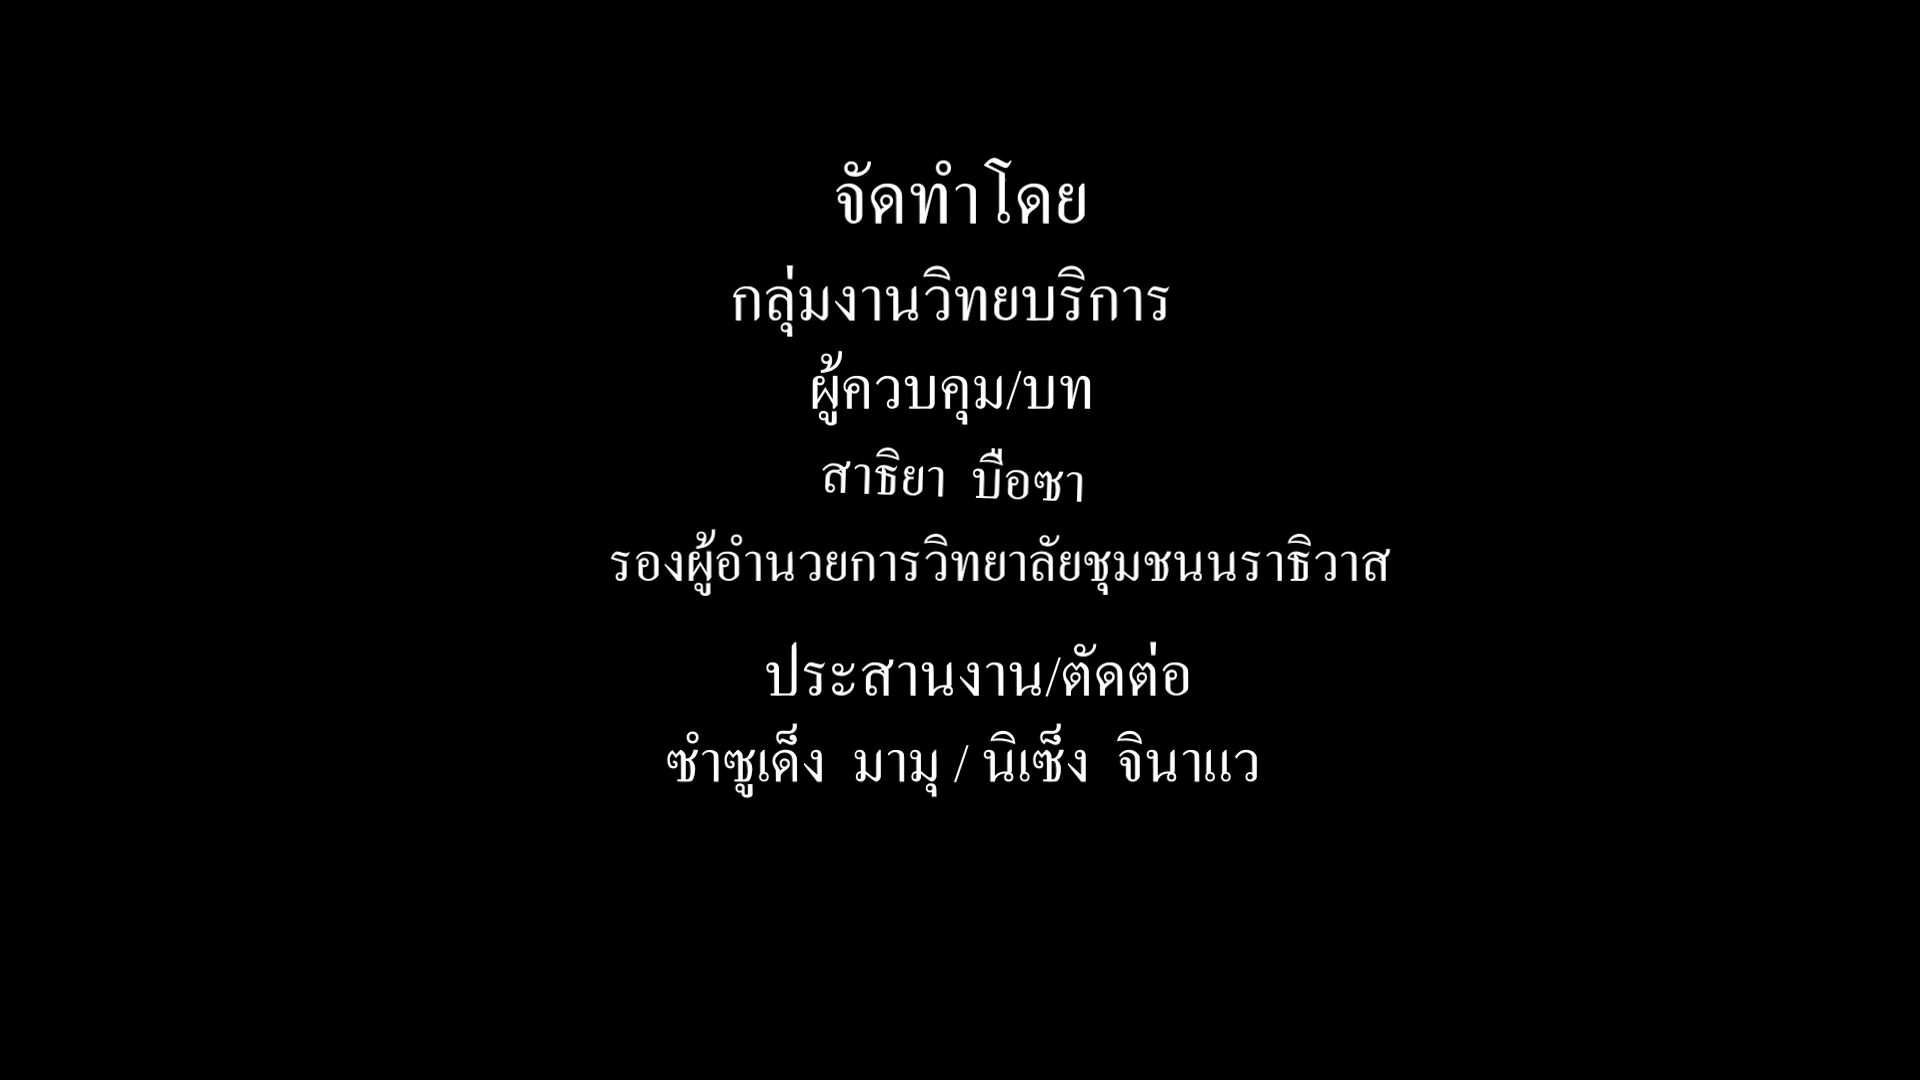 จัดทำโดย
กลุ่มงานวิทยบริการ
ผู้ควบคุม/บท
สาธิยา บือซา
รองผู้อำนวยการวิทยาลัยชุมชนนราธิวาส
ประสานงาน/ตัดต่อ
ซำซูเด็ง มามุ / นิเซ็ง จินาแว